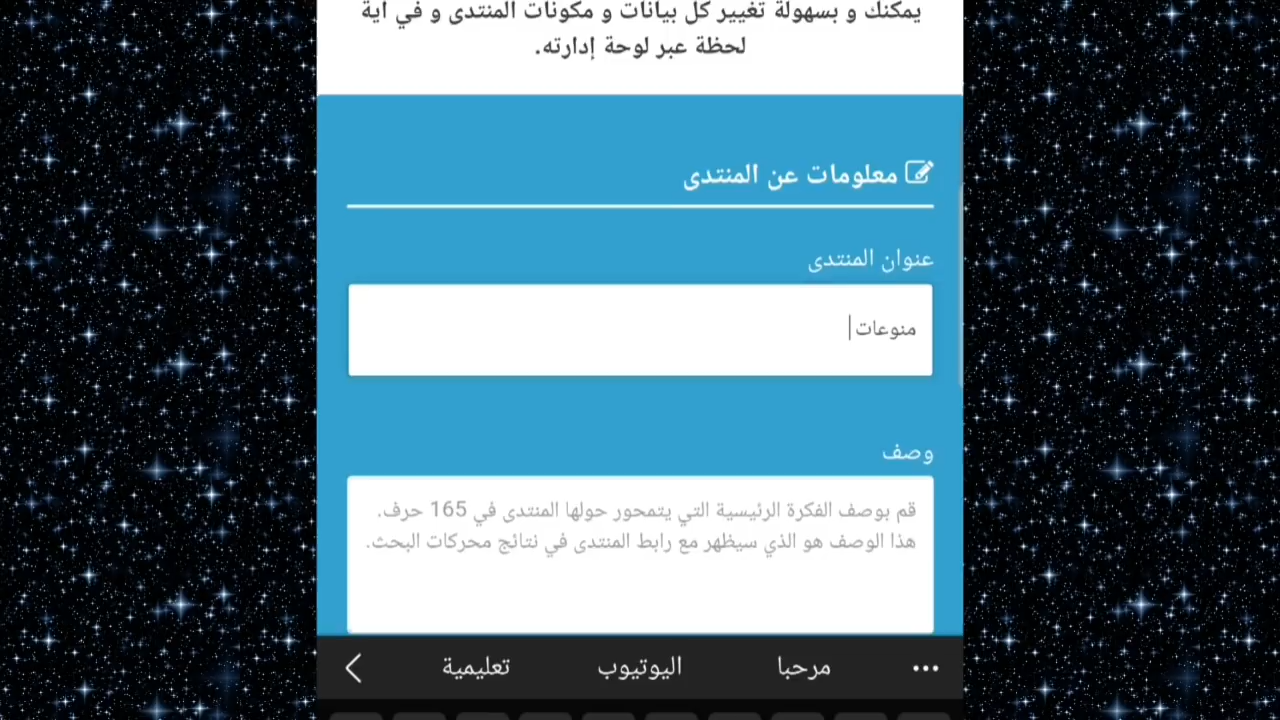 يمكنك و بسهولة تغيير كل بيانات و مكونات المنتدى و في أية
لحظة عبر لوحة إدارته.
معلومات عن المنتدى
عنوان المنتدى
منوعات
وصف
قم بوصف الفكرة الرئيسية التي يتمحور حولها المنتدى في 165 حرف.
هذا الوصف هو الذي سيظهر مع رابط المنتدى في نتائج محركات البحث.
مرحبا اليوتيوب تعليمية